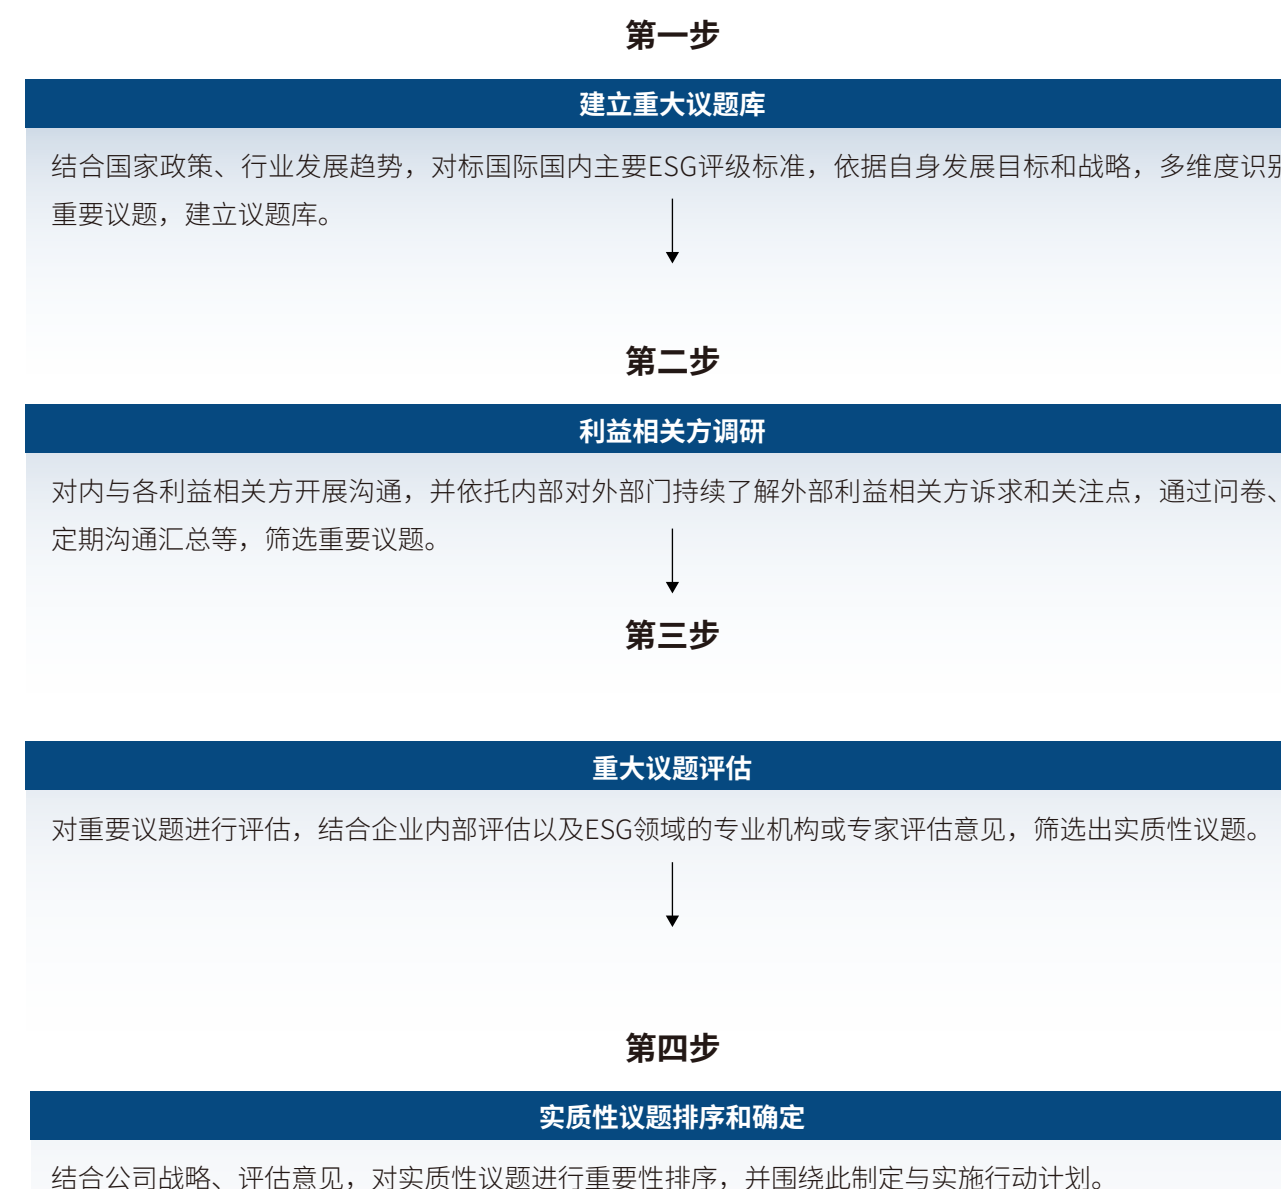 第一步
建立重大议题库
结合国家政策、行业发展趋势，对标国际国内主要ESG评级标准，依据自身发展目标和战略，多维度识别
重要议题，建立议题库。
第二步
利益相关方调研
对内与各利益相关方开展沟通，并依托内部对外部门持续了解外部利益相关方诉求和关注点，通过问卷、
定期沟通汇总等，筛选重要议题。
第三步
重大议题评估
对重要议题进行评估，结合企业内部评估以及ESG领域的专业机构或专家评估意见，筛选出实质性议题。
第四步
实质性议题排序和确定
结合公司战略、评估意见，对实质性议题进行重要性排序，并围绕此制定与实施行动计划。